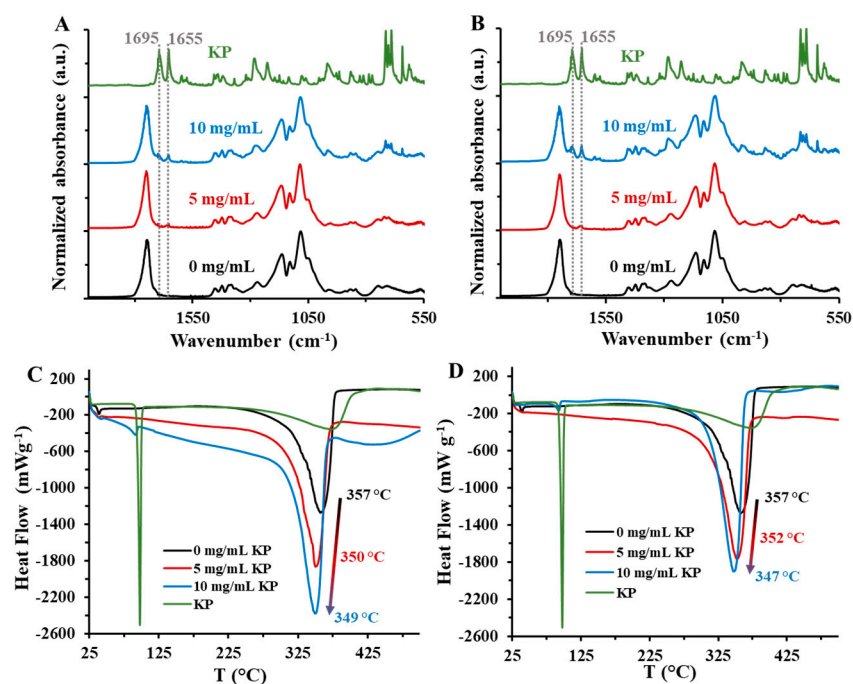 A
1695
1655
KP
10 mg/mL
5 mg/mL
0 mg/mL
Normalized absorbance (a.u.)
1550
1050
550
Wavenumber (cm⁻¹)
B
1695
1655
KP
10 mg/mL
5 mg/mL
0 mg/mL
Normalized absorbance (a.u.)
1550
1050
550
Wavenumber (cm⁻¹)
C
200
-200
-600
-1000
-1400
-1800
-2200
-2600
Heat Flow (mWg⁻¹)
357 °C
350 °C
349 °C
0 mg/mL KP
5 mg/mL KP
10 mg/mL KP
KP
25
125
225
325
425
T (°C)
D
200
-200
-600
-1000
-1400
-1800
-2200
-2600
Heat Flow (mW g⁻¹)
357 °C
352 °C
347 °C
0 mg/mL KP
5 mg/mL KP
10 mg/mL KP
KP
25
125
225
325
425
T (°C)